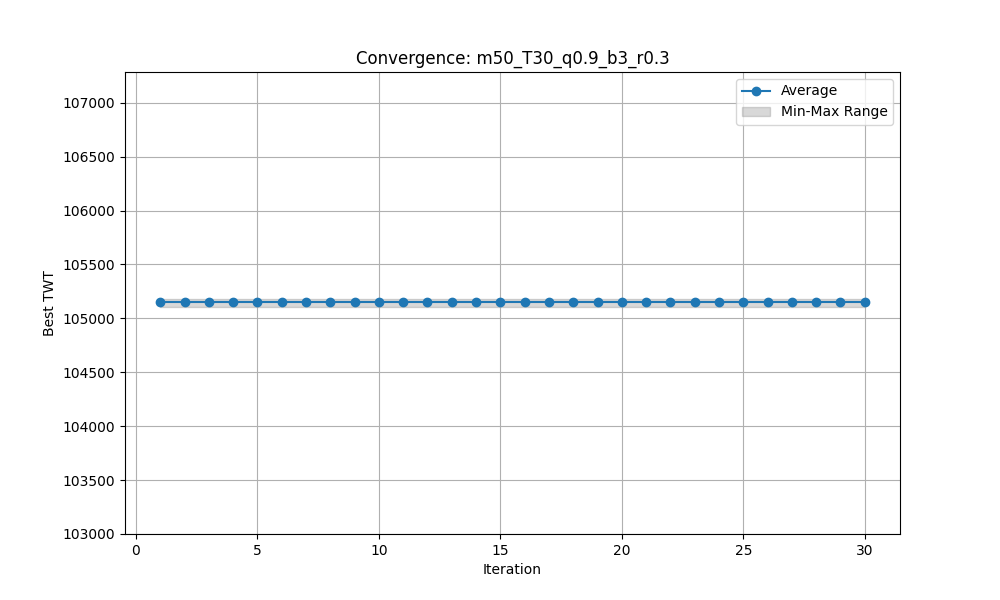 Convergence: m50_T30_q0.9_b3_r0.3
Average
Min-Max Range
107000
106500
106000
105500
105000
104500
104000
103500
103000
Best TWT
0 5 10 15 20 25 30
Iteration